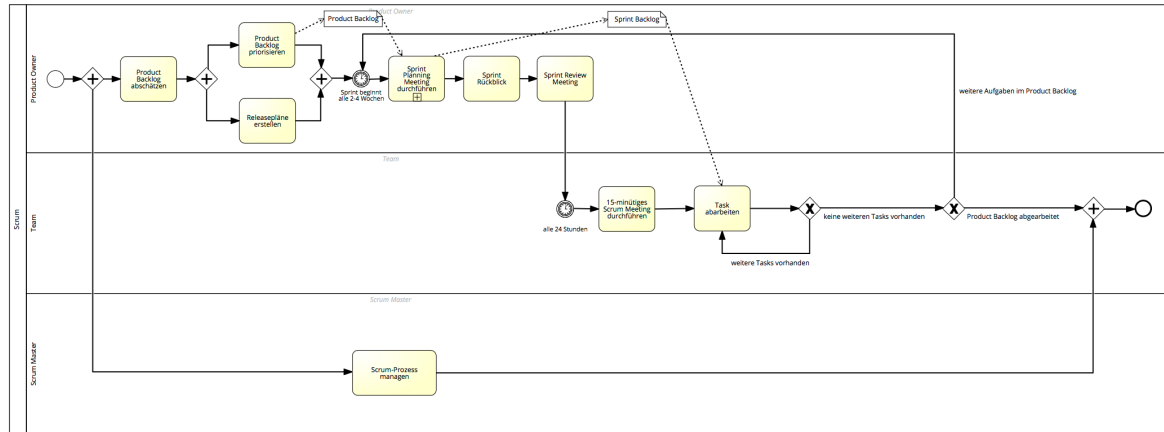 Scrum
Product Owner
Product Owner
Product Backlog
Sprint Backlog
Product
Backlog
abschätzen
Product
Backlog
priorisieren
Releasepläne
erstellen
Sprint beginnt
alle 2-4 Wochen
Sprint
Planning
Meeting
durchführen
Sprint
Rückblick
Sprint Review
Meeting
weitere Aufgaben im Product Backlog
Team
Team
alle 24 Stunden
15-minütiges
Scrum Meeting
durchführen
Task
abarbeiten
weitere Tasks vorhanden
keine weiteren Tasks vorhanden
Product Backlog abgearbeitet
Scrum Master
Scrum Master
Scrum-Prozess
managen